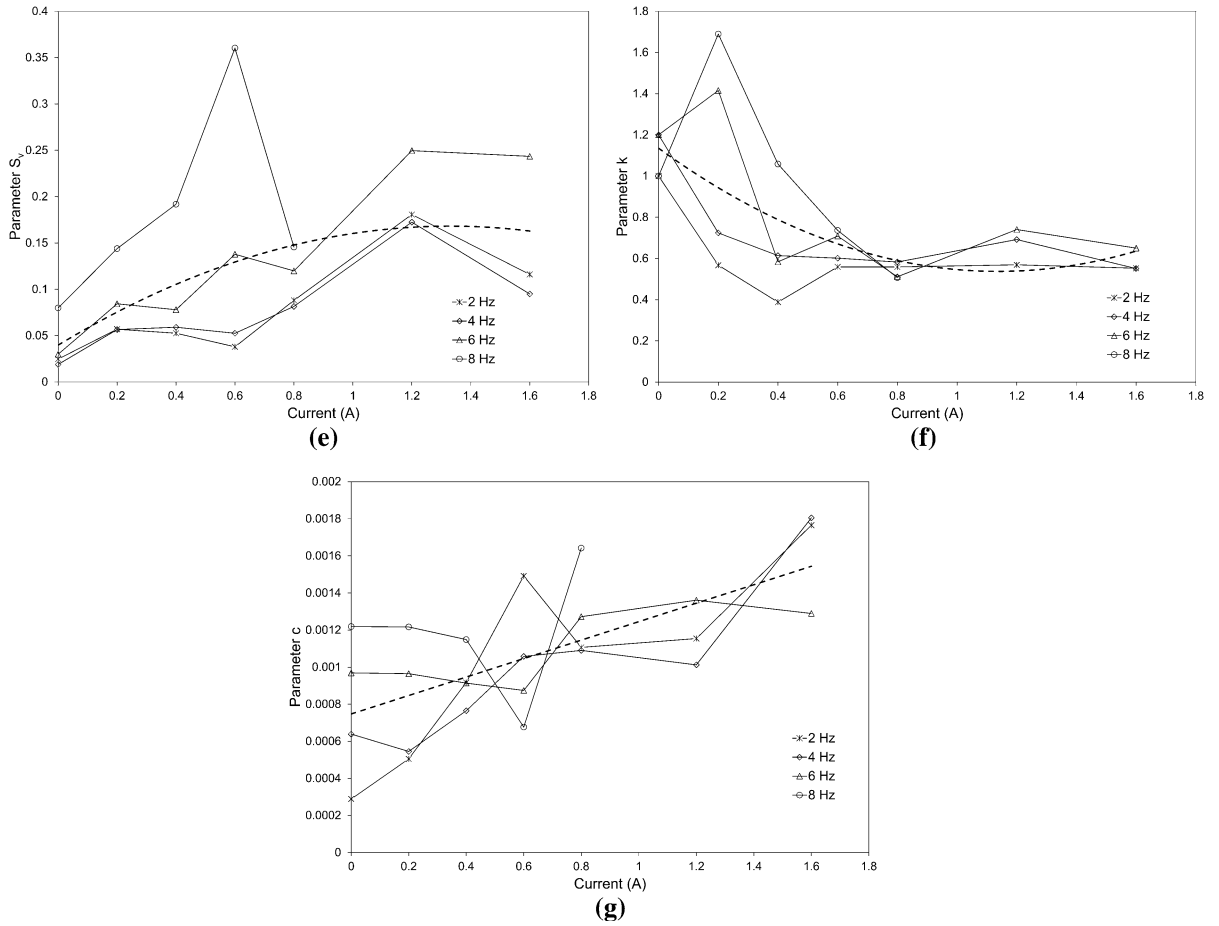 0.4
0.35
0.3
0.25
0.2
0.15
0.1
0.05
0
Parameter Sv
0 0.2 0.4 0.6 0.8 1 1.2 1.4 1.6 1.8
Current (A)
2 Hz
4 Hz
6 Hz
8 Hz
(e)
1.8
1.6
1.4
1.2
1
0.8
0.6
0.4
0.2
0
Parameter k
0 0.2 0.4 0.6 0.8 1 1.2 1.4 1.6 1.8
Current (A)
2 Hz
4 Hz
6 Hz
8 Hz
(f)
0.002
0.0018
0.0016
0.0014
0.0012
0.001
0.0008
0.0006
0.0004
0.0002
0
Parameter c
0 0.2 0.4 0.6 0.8 1 1.2 1.4 1.6 1.8
Current (A)
2 Hz
4 Hz
6 Hz
8 Hz
(g)